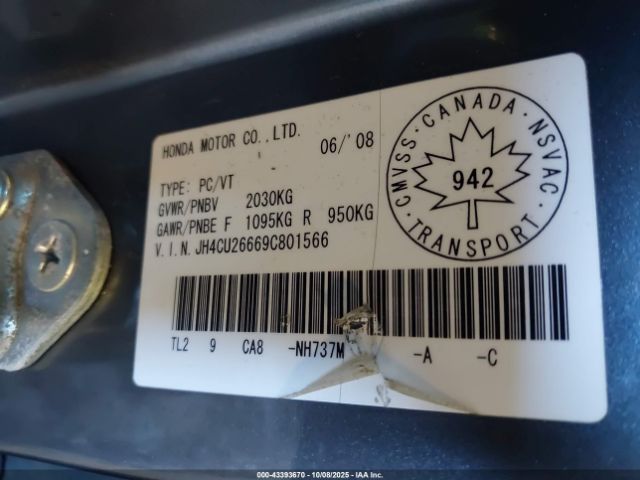 HONDA MOTOR CO.,LTD. 06/'08
TYPE: PC/VT
GVWR/PNBV 2030KG
GAWR/PNBE F 1095KG R 950KG
V.I.N. JH4CU26669C801566
CANADA · NSVAC · TRANSPORT · CMVSS ·
942
TL2 9 CA8 -NH737M -A -C
00-43393670 | 10/08/2025 | IAA Inc.